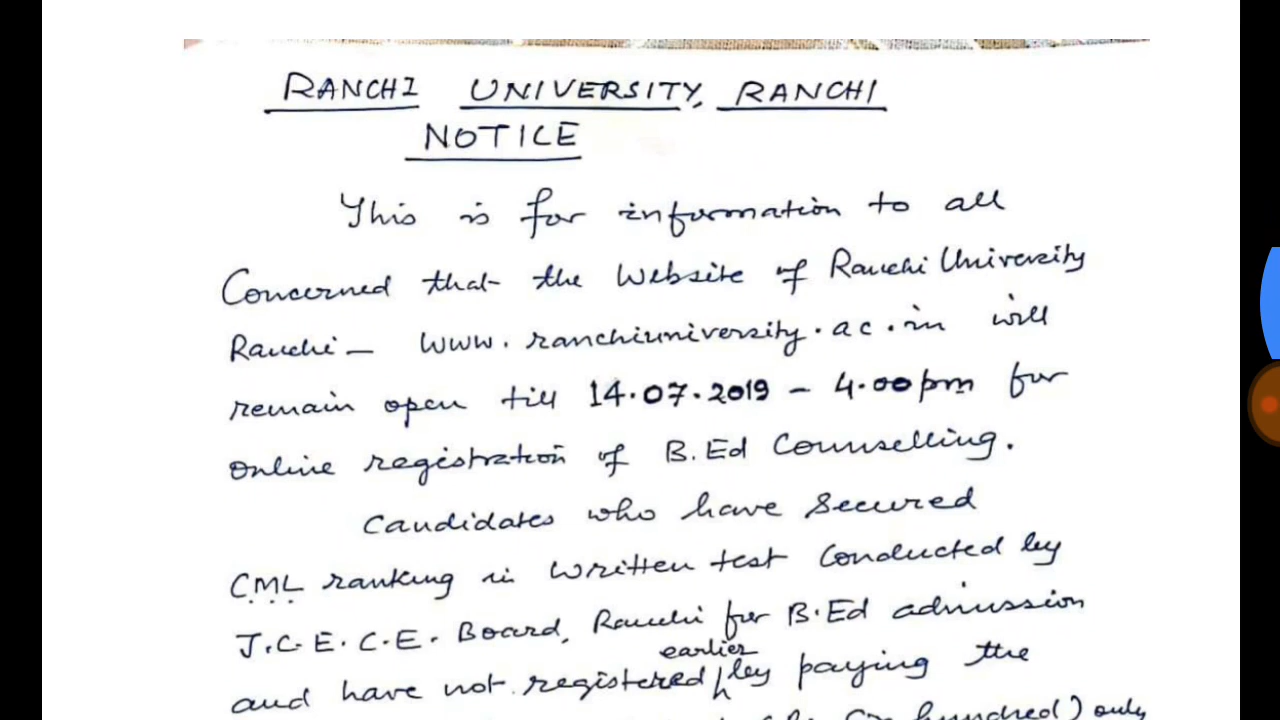 RANCHI UNIVERSITY, RANCHI
NOTICE
This is for information to all
Concerned that the Website of Ranchi University
Ranchi – www.ranchiuniversity.ac.in will
remain open till 14.07.2019 – 4.00pm for
online registration of B.Ed Counselling.
Candidates who have Secured
CML ranking in written test Conducted by
J.C.E.C.E. Board, Ranchi for B.Ed admission
earlier
and have not registered by paying the
hundred) only